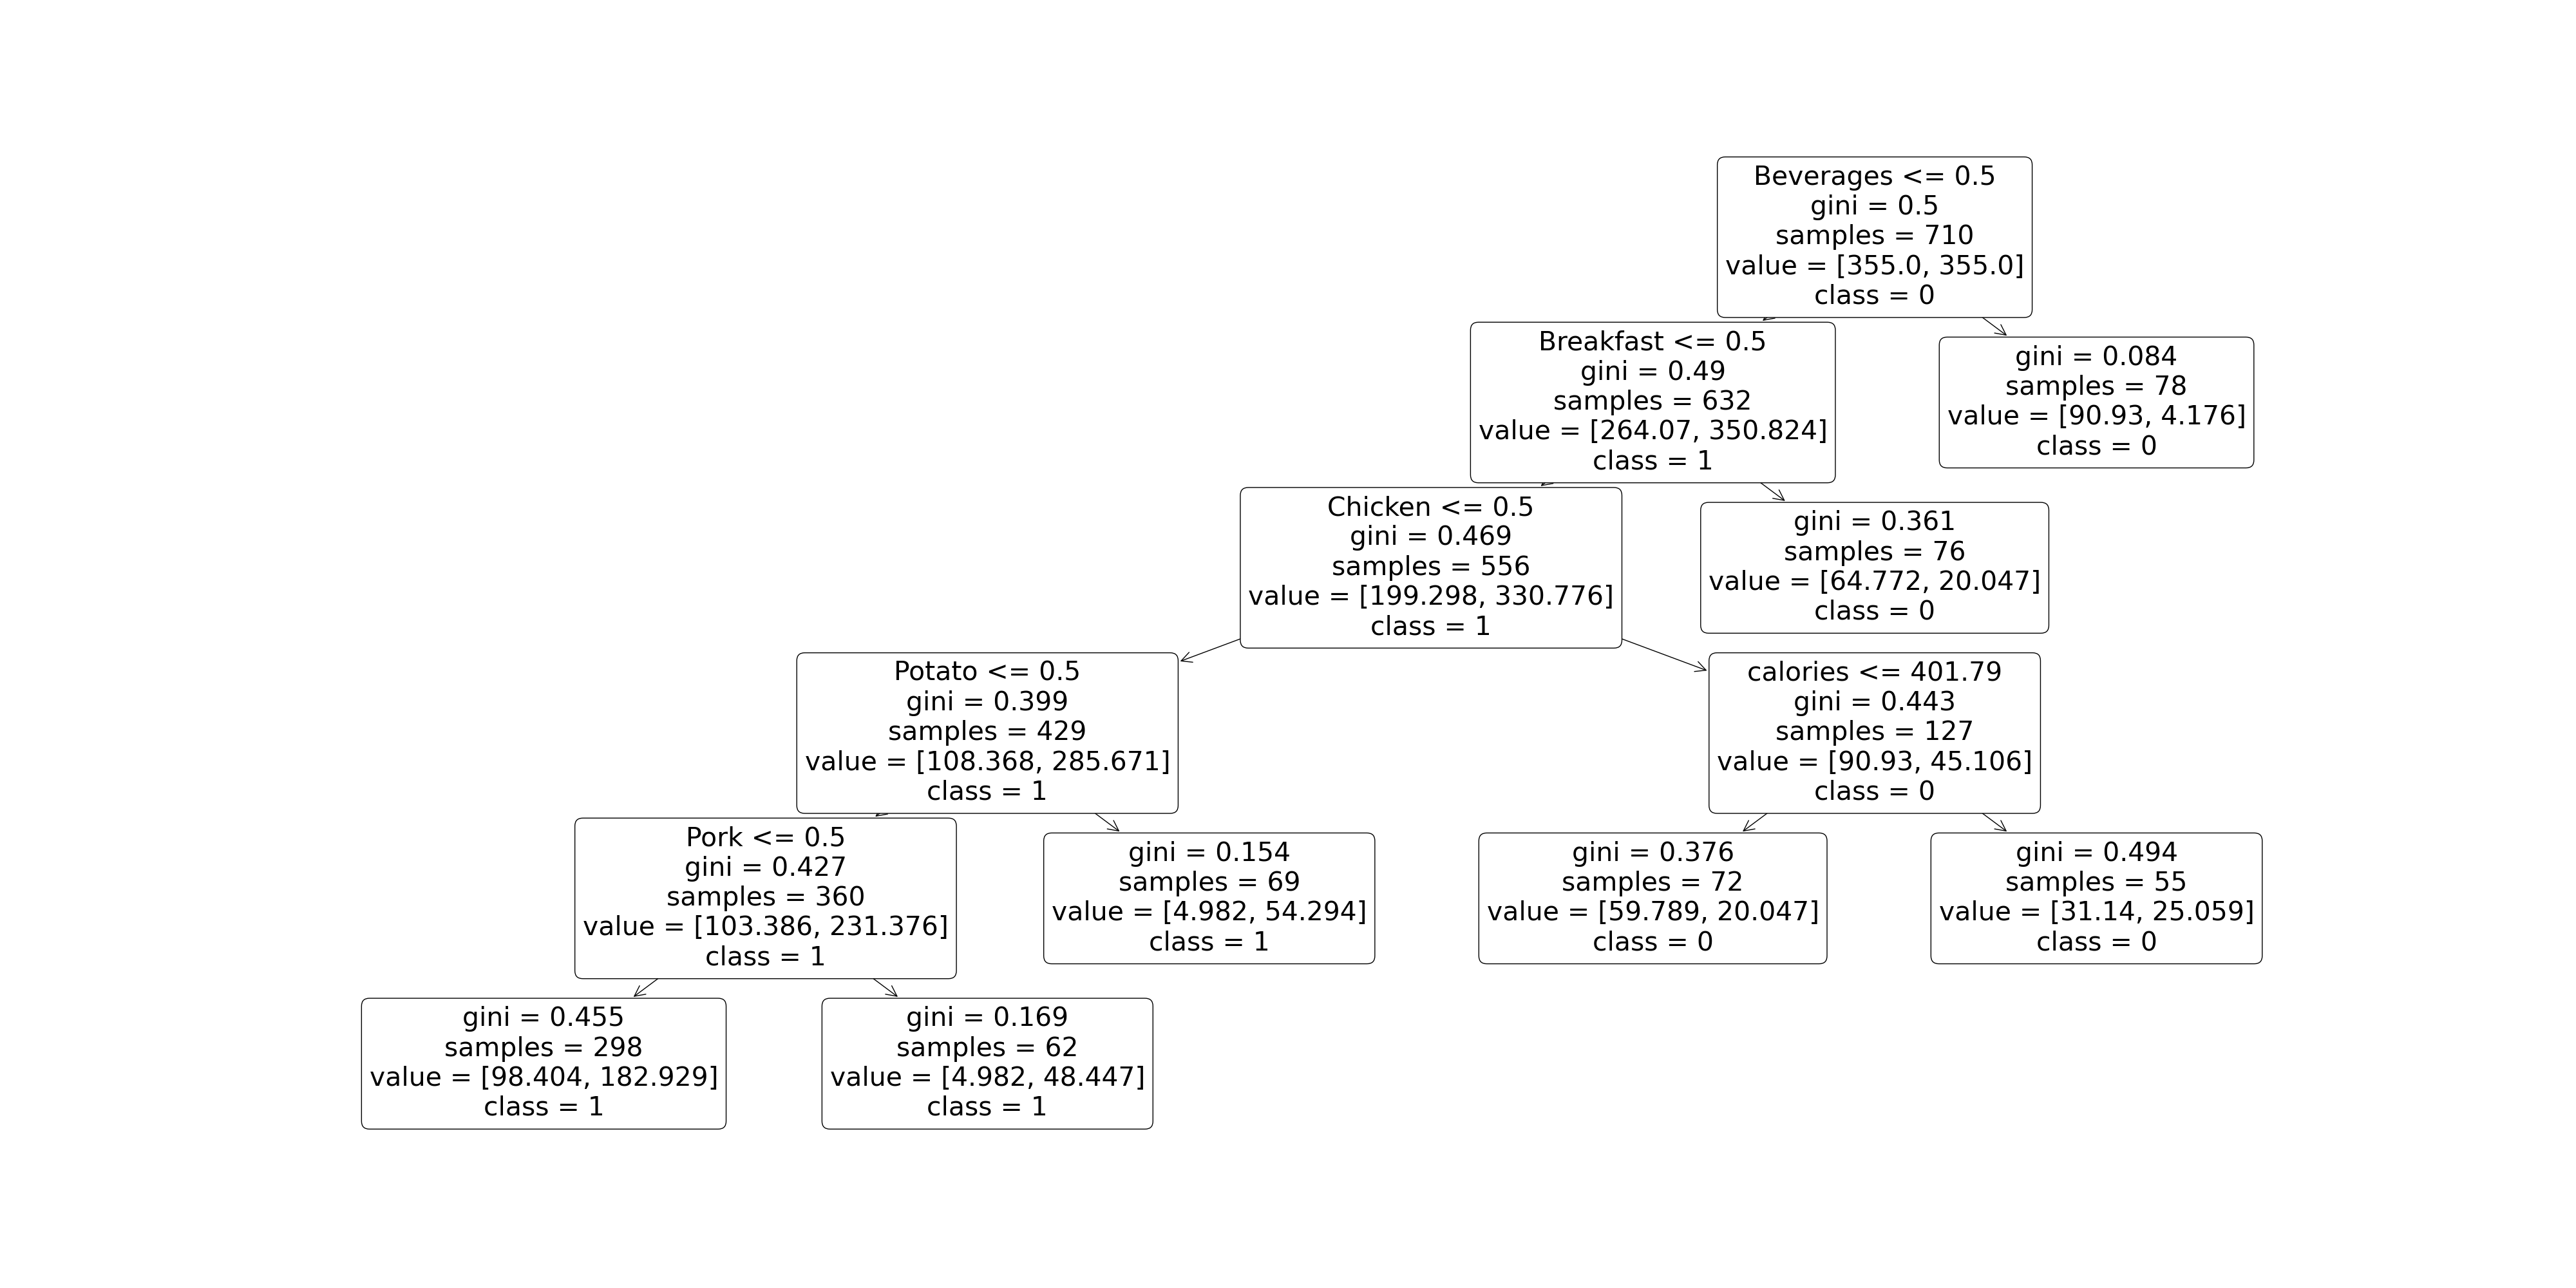 Beverages <= 0.5
gini = 0.5
samples = 710
value = [355.0, 355.0]
class = 0
Breakfast <= 0.5
gini = 0.49
samples = 632
value = [264.07, 350.824]
class = 1
gini = 0.084
samples = 78
value = [90.93, 4.176]
class = 0
Chicken <= 0.5
gini = 0.469
samples = 556
value = [199.298, 330.776]
class = 1
gini = 0.361
samples = 76
value = [64.772, 20.047]
class = 0
Potato <= 0.5
gini = 0.399
samples = 429
value = [108.368, 285.671]
class = 1
calories <= 401.79
gini = 0.443
samples = 127
value = [90.93, 45.106]
class = 0
Pork <= 0.5
gini = 0.427
samples = 360
value = [103.386, 231.376]
class = 1
gini = 0.154
samples = 69
value = [4.982, 54.294]
class = 1
gini = 0.376
samples = 72
value = [59.789, 20.047]
class = 0
gini = 0.494
samples = 55
value = [31.14, 25.059]
class = 0
gini = 0.455
samples = 298
value = [98.404, 182.929]
class = 1
gini = 0.169
samples = 62
value = [4.982, 48.447]
class = 1